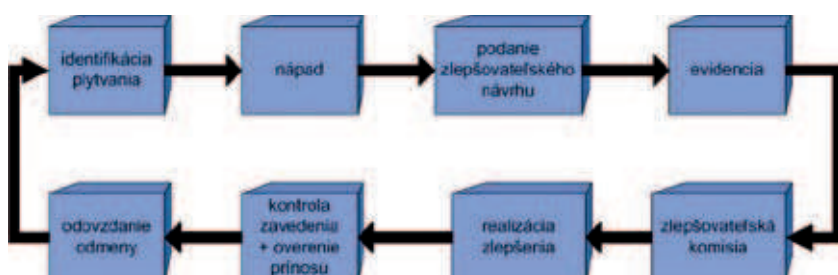 identifikácia
plytvania
nápad
podanie
zlepšovateľského
návrhu
evidencia
zlepšovateľská
komisia
realizácia
zlepšenia
kontrola
zavedenia
+ overenie
prínosu
odovzdanie
odmeny